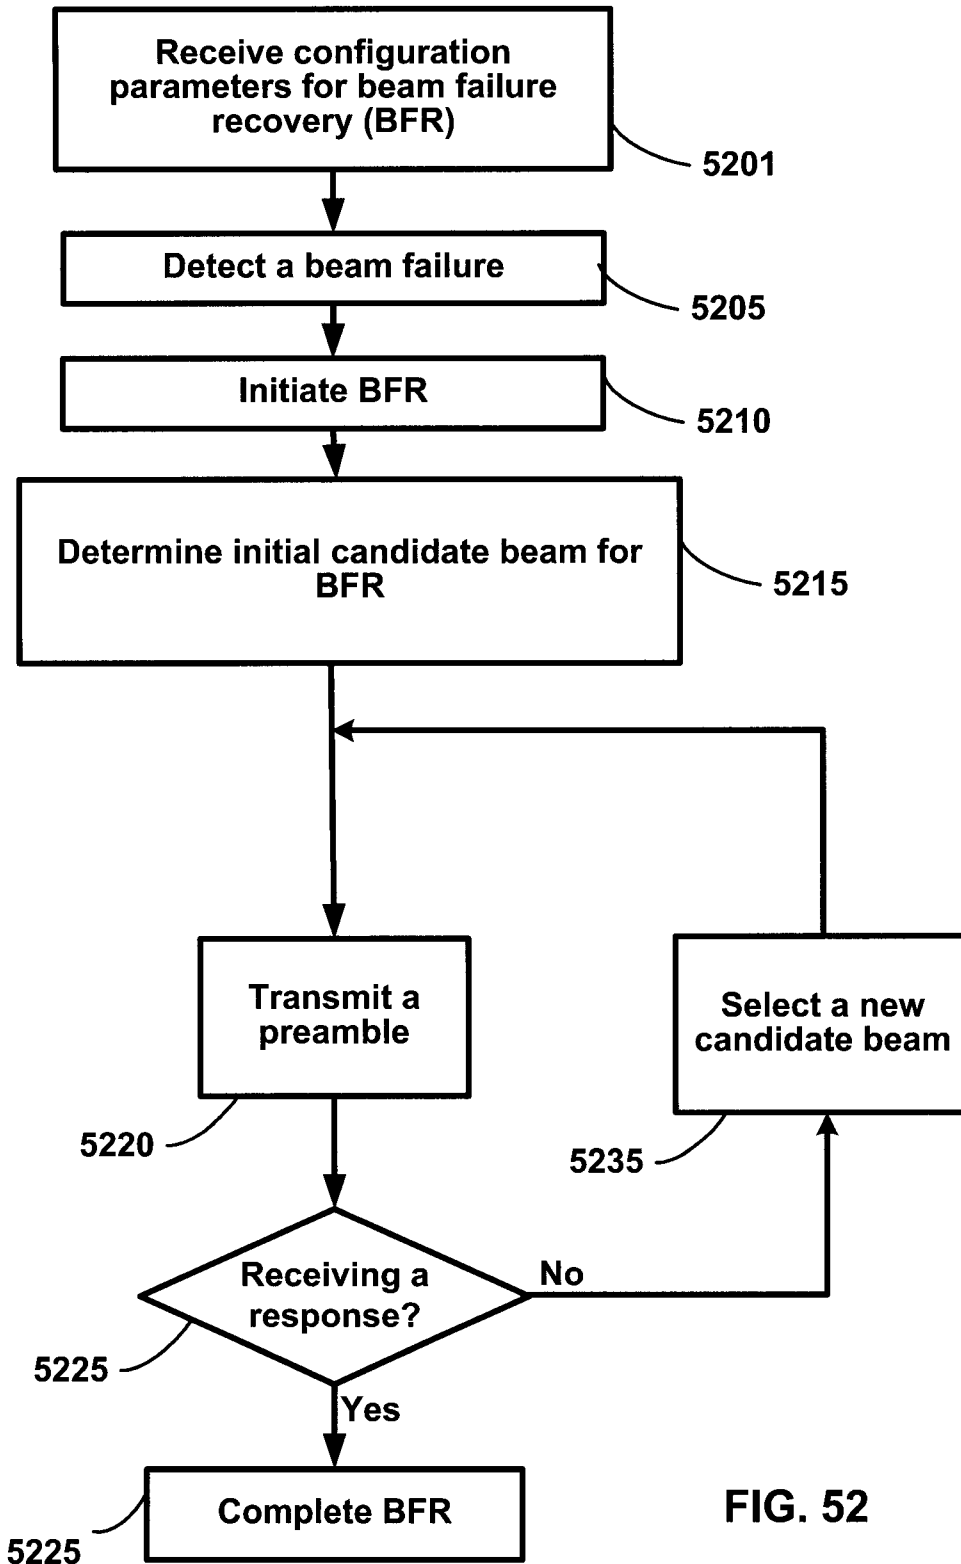 Receive configuration
parameters for beam failure
recovery (BFR)
5201
Detect a beam failure
5205
Initiate BFR
5210
Determine initial candidate beam for
BFR
5215
Transmit a
preamble
5220
Select a new
candidate beam
5235
Receiving a
response?
No
5225
Yes
Complete BFR
5225
FIG. 52